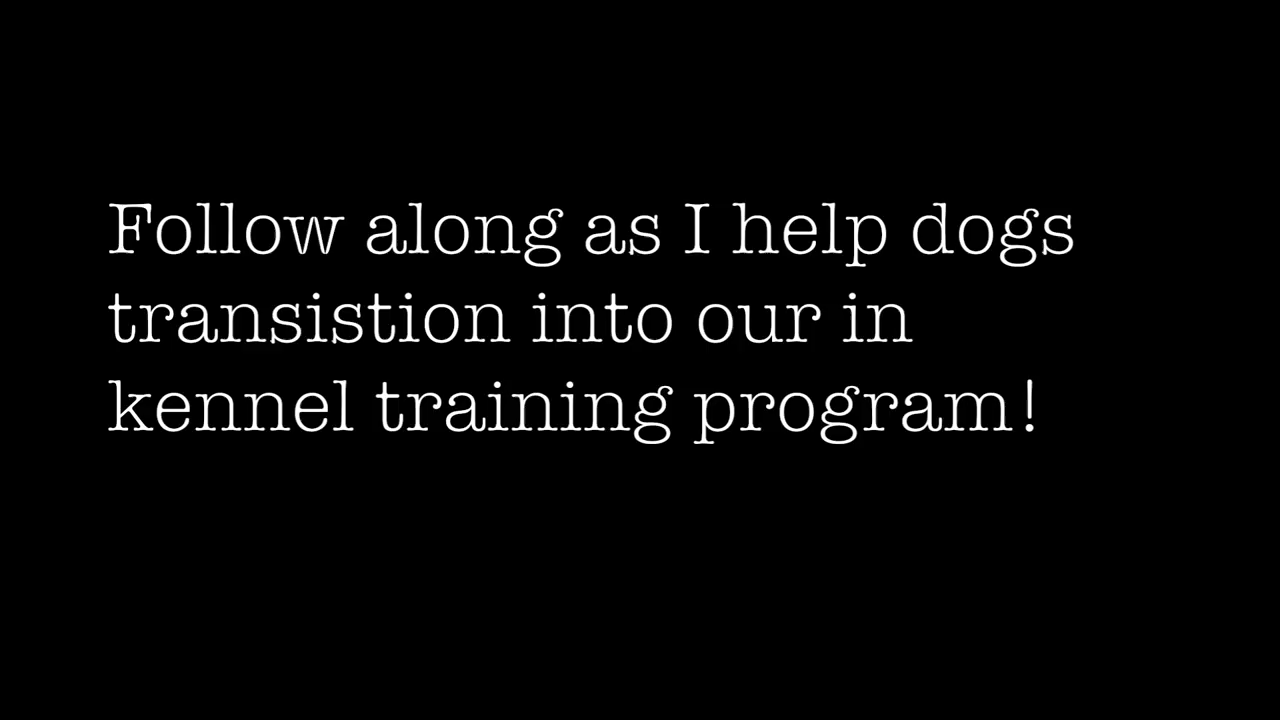 Follow along as I help dogs
transistion into our in
kennel training program!